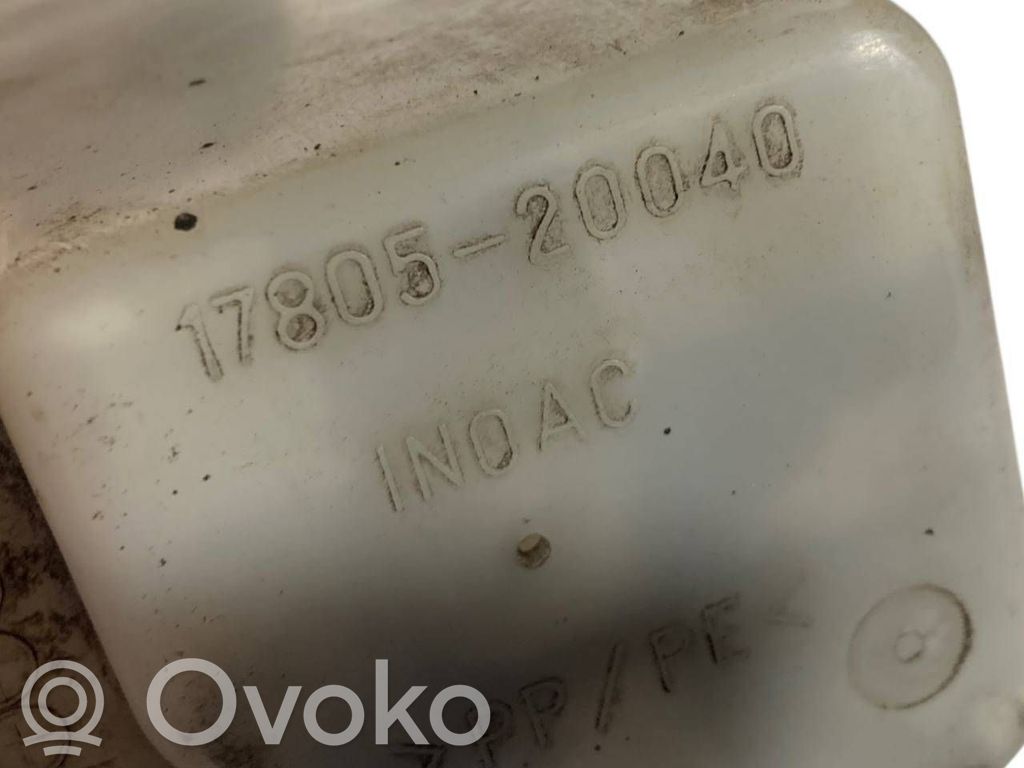 17805-20040
INOAC
>PP/PE<
Ovoko